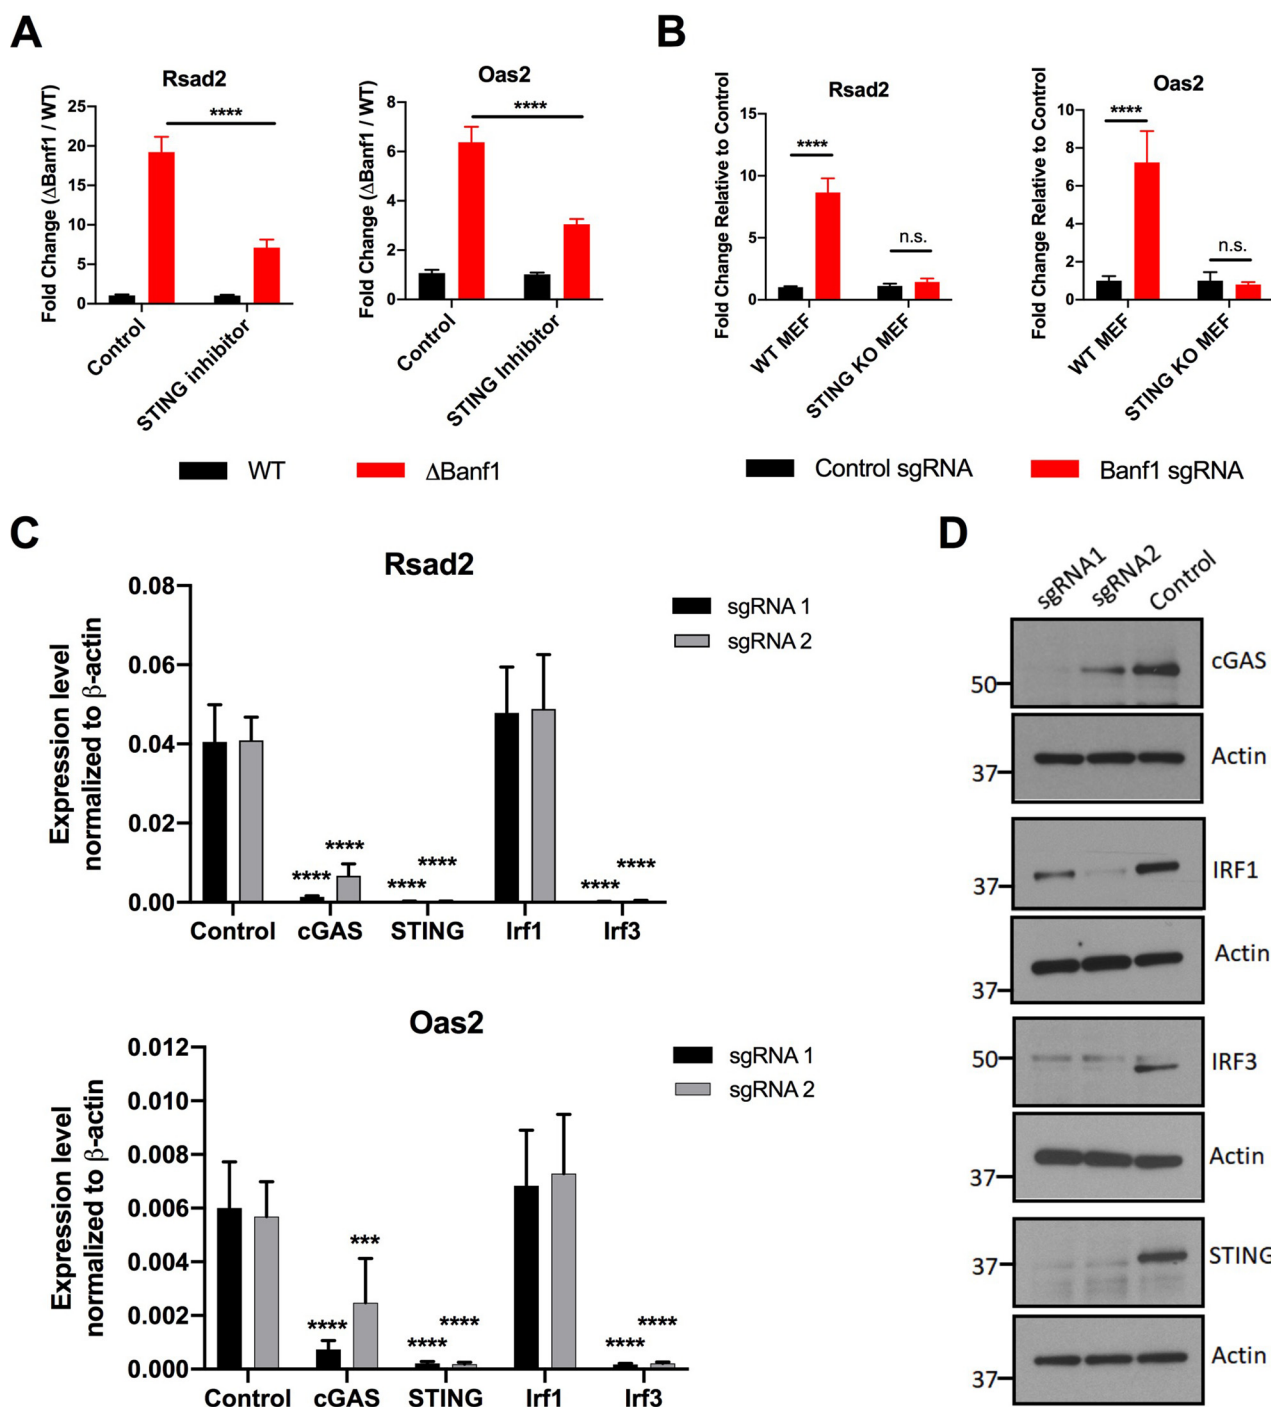 A
Rsad2
Fold Change (ΔBanf1 / WT)
25
20
15
10
5
0
****
Control
STING inhibitor
Oas2
Fold Change (ΔBanf1 / WT)
8
6
4
2
0
****
Control
STING Inhibitor
WT
ΔBanf1
B
Rsad2
Fold Change Relative to Control
15
10
5
0
****
n.s.
WT MEF
STING KO MEF
Oas2
Fold Change Relative to Control
10
8
6
4
2
0
****
n.s.
WT MEF
STING KO MEF
Control sgRNA
Banf1 sgRNA
C
Rsad2
Expression level
normalized to β-actin
0.08
0.06
0.04
0.02
0.00
sgRNA 1
sgRNA 2
**** ****
**** ****
**** ****
Control cGAS STING Irf1 Irf3
Oas2
Expression level
normalized to β-actin
0.012
0.010
0.008
0.006
0.004
0.002
0.000
sgRNA 1
sgRNA 2
**** ***
**** ****
**** ****
Control cGAS STING Irf1 Irf3
D
sgRNA1 sgRNA2 Control
50 cGAS
37 Actin
37 IRF1
37 Actin
50 IRF3
37 Actin
37 STING
37 Actin